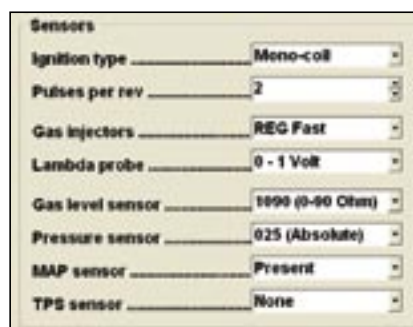 Sensors
Ignition type Mono-coil
Pulses per rev 2
Gas injectors REG Fast
Lambda probe 0 - 1 Volt
Gas level sensor 1090 (0-90 Ohm)
Pressure sensor 025 (Absolute)
MAP sensor Present
TPS sensor None